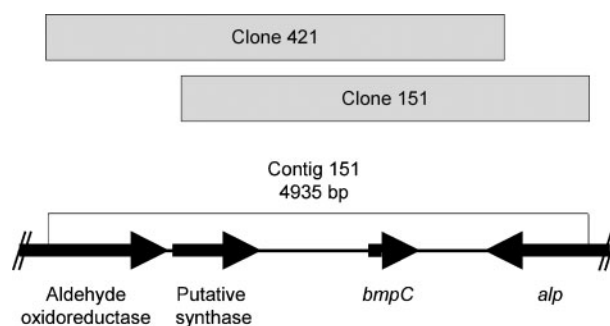 Clone 421
Clone 151
Contig 151
4935 bp
Aldehyde
oxidoreductase
Putative
synthase
bmpC
alp